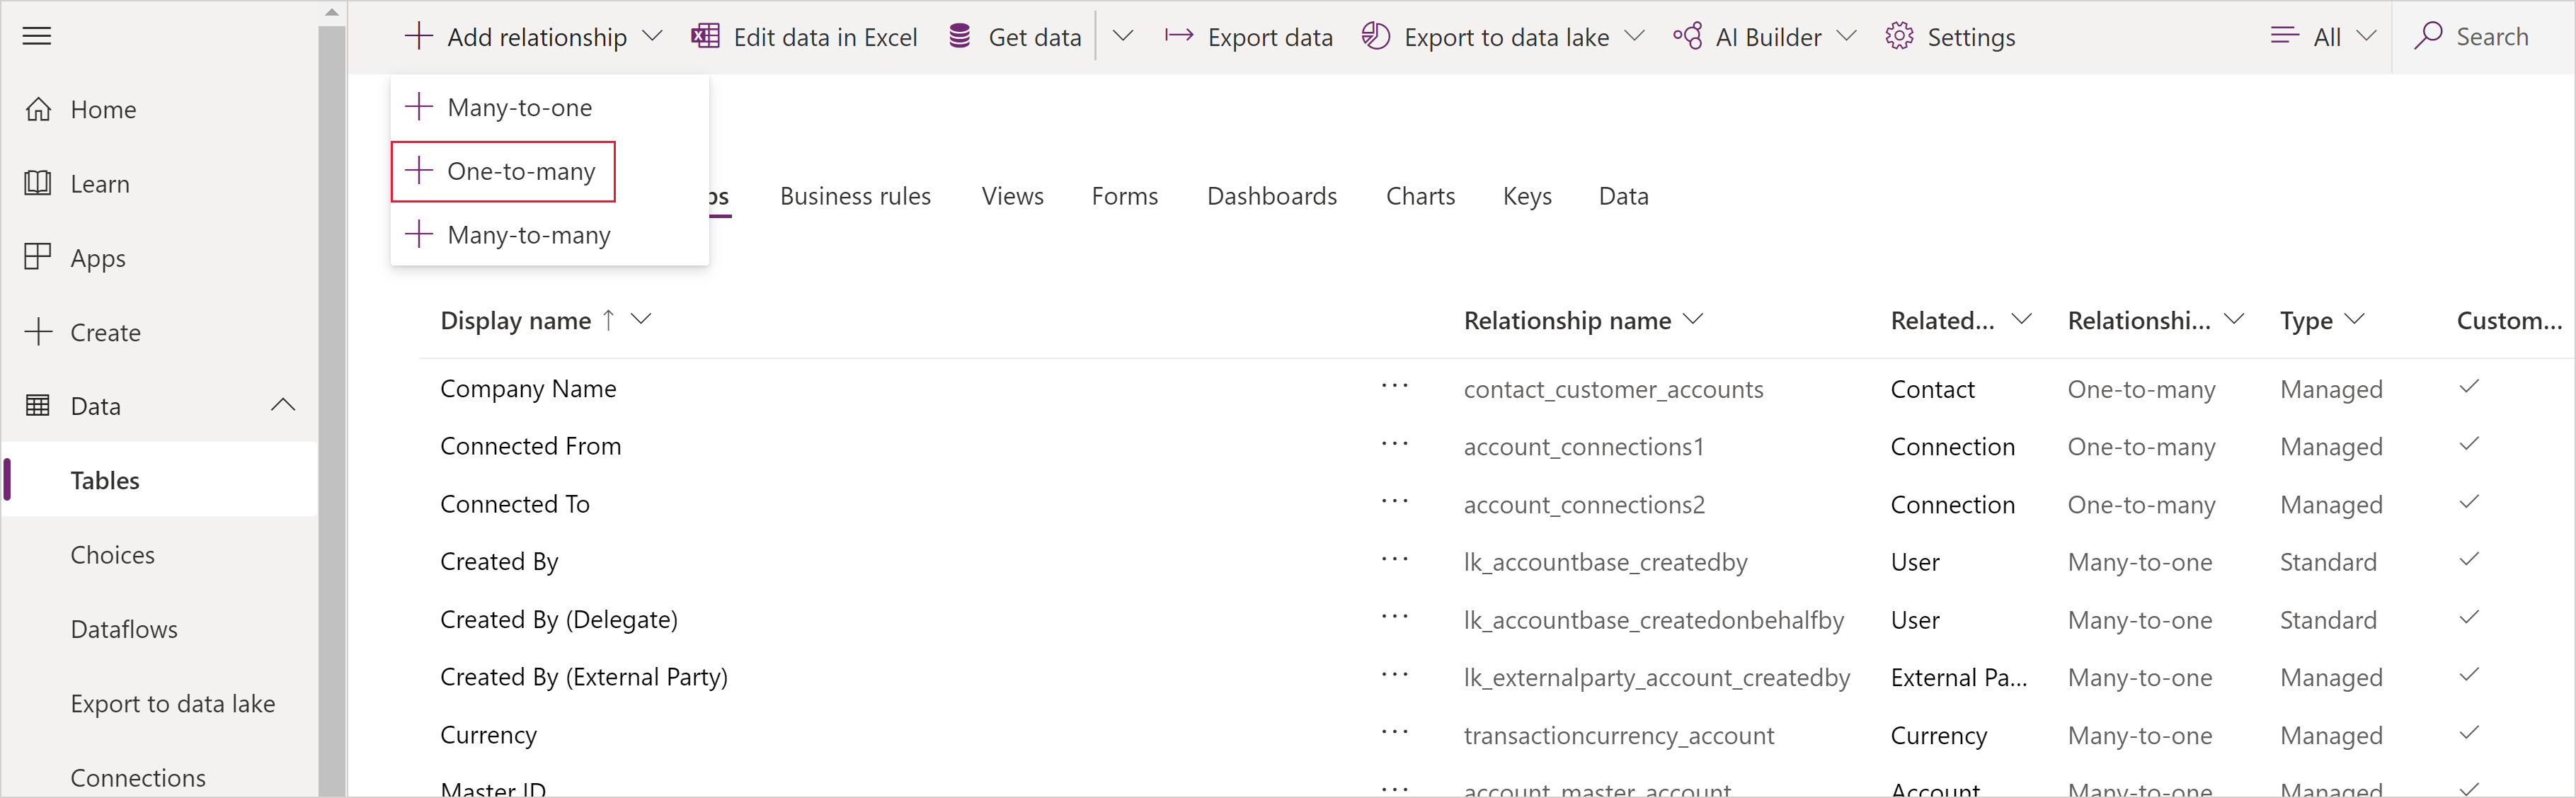 Add relationship Edit data in Excel Get data Export data Export to data lake AI Builder Settings All Search
Home
Learn
Apps
Create
Data
Tables
Choices
Dataflows
Export to data lake
Connections
Many-to-one
One-to-many
Many-to-many
Business rules Views Forms Dashboards Charts Keys Data
Display name ↑ Relationship name Related... Relationshi... Type Custom...
Company Name ... contact_customer_accounts Contact One-to-many Managed ✓
Connected From ... account_connections1 Connection One-to-many Managed ✓
Connected To ... account_connections2 Connection One-to-many Managed ✓
Created By ... lk_accountbase_createdby User Many-to-one Standard ✓
Created By (Delegate) ... lk_accountbase_createdonbehalfby User Many-to-one Standard ✓
Created By (External Party) ... lk_externalparty_account_createdby External Pa... Many-to-one Managed ✓
Currency ... transactioncurrency_account Currency Many-to-one Managed ✓
Master ID ... account_master_account Account Many-to-one Managed ✓